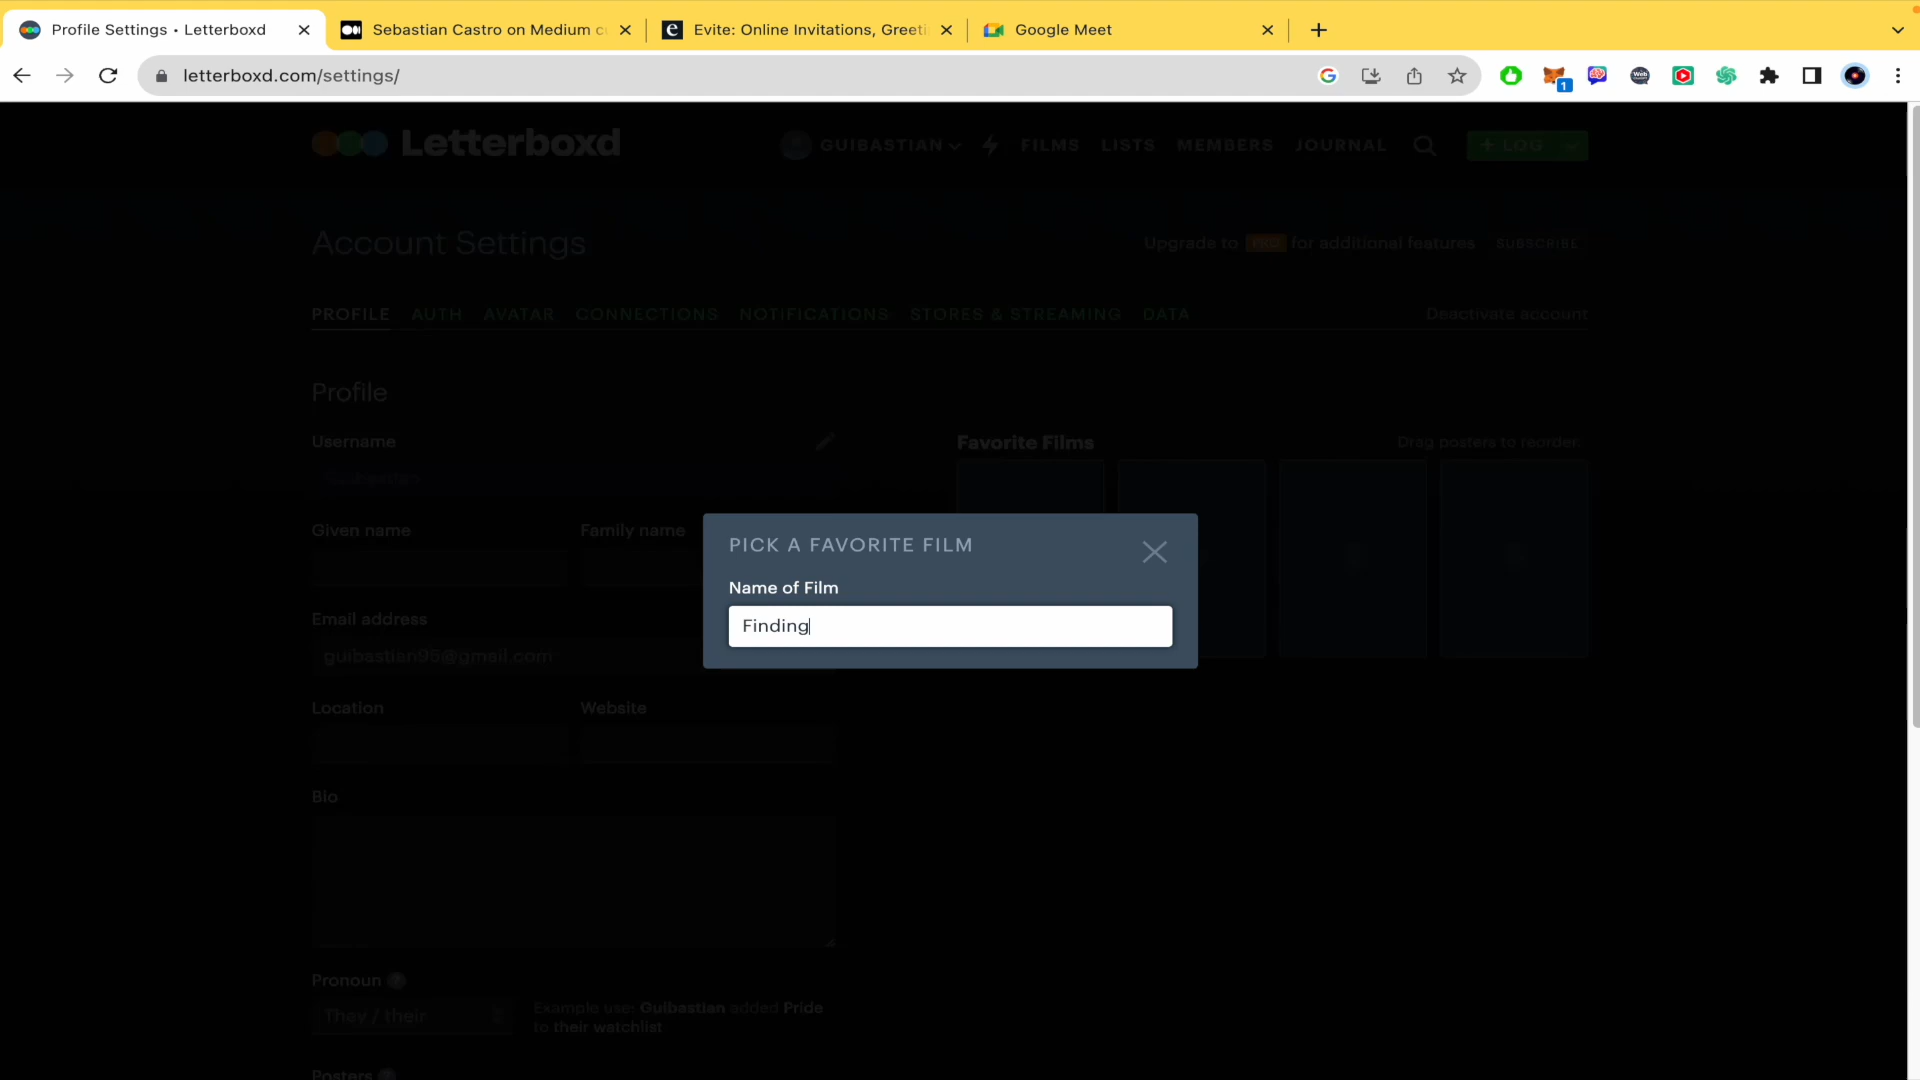 Profile Settings • Letterboxd
Sebastian Castro on Medium c
Evite: Online Invitations, Greeti
Google Meet
letterboxd.com/settings/
1
Letterboxd
GUIBASTIAN
FILMS
LISTS
MEMBERS
JOURNAL
+ LOG
Account Settings
Upgrade to PRO for additional features
SUBSCRIBE
PROFILE
AUTH
AVATAR
CONNECTIONS
NOTIFICATIONS
STORES & STREAMING
DATA
Deactivate account
Profile
Username
Guibastian
Favorite Films
Drag posters to reorder.
Given name
Family name
PICK A FAVORITE FILM
Name of Film
Finding
Email address
guibastian95@gmail.com
Location
Website
Bio
Pronoun
They / their
Example use: Guibastian added Pride
to their watchlist
Posters